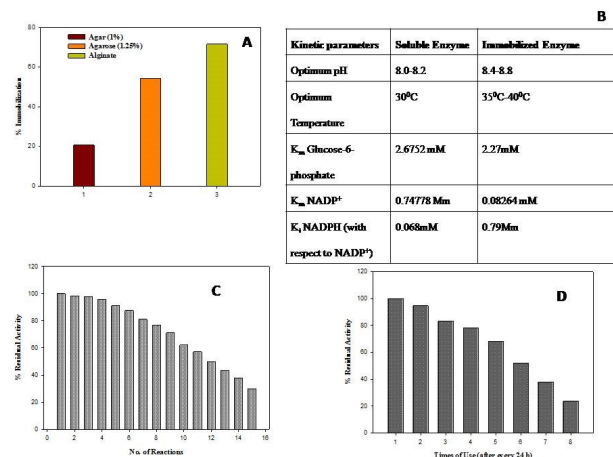 A
Agar (1%)
Agarose (1.25%)
Alginate
% Immobilization
80
60
40
20
0
1 2 3
B
Kinetic parameters Soluble Enzyme Immobilized Enzyme
Optimum pH 8.0-8.2 8.4-8.8
Optimum 30⁰C 35⁰C-40⁰C
Temperature
Kₘ Glucose-6- 2.6752 mM 2.27mM
phosphate
Kₘ NADP⁺ 0.74778 Mm 0.08264 mM
Kᵢ NADPH (with 0.068mM 0.79Mm
respect to NADP⁺)
C
% Residual Activity
120
100
80
60
40
20
0
0 2 4 6 8 10 12 14 16
No. of Reactions
D
% Residual Activity
120
100
80
60
40
20
0
1 2 3 4 5 6 7 8
Times of Use (after every 24 h)